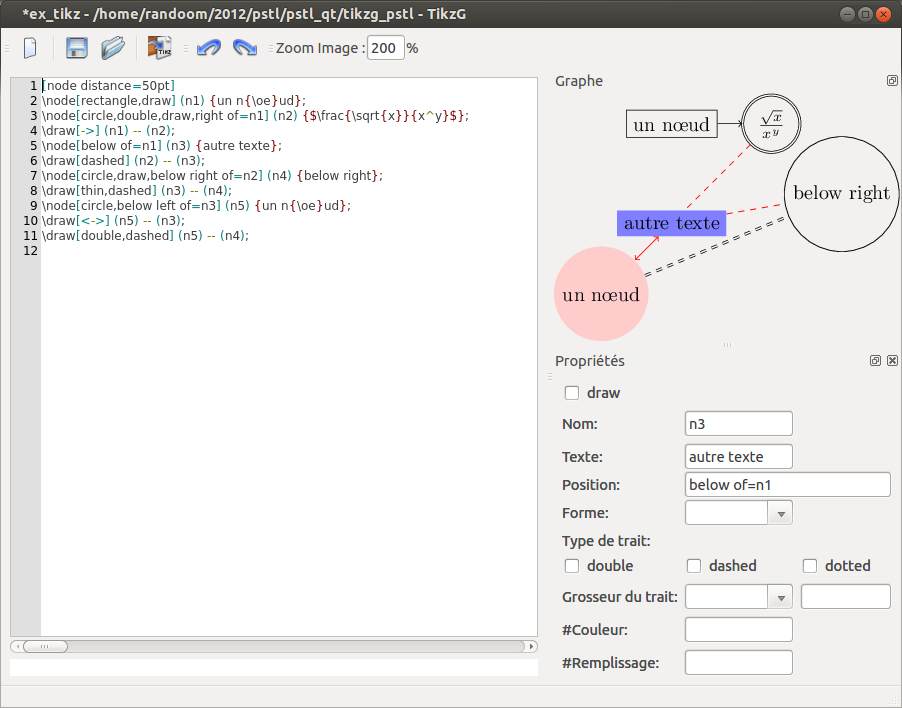 *ex_tikz - /home/randoom/2012/pstl/pstl_qt/tikzg_pstl - TikzG
TikZ
Zoom Image : 200 %
1 [node distance=50pt]
2 \node[rectangle,draw] (n1) {un n{\oe}ud};
3 \node[circle,double,draw,right of=n1] (n2) {$\frac{\sqrt{x}}{x^y}$};
4 \draw[->] (n1) -- (n2);
5 \node[below of=n1] (n3) {autre texte};
6 \draw[dashed] (n2) -- (n3);
7 \node[circle,draw,below right of=n2] (n4) {below right};
8 \draw[thin,dashed] (n3) -- (n4);
9 \node[circle,below left of=n3] (n5) {un n{\oe}ud};
10 \draw[<->] (n5) -- (n3);
11 \draw[double,dashed] (n5) -- (n4);
12
Graphe
un nœud
√x
x^y
below right
autre texte
un nœud
Propriétés
draw
Nom: n3
Texte: autre texte
Position: below of=n1
Forme:
Type de trait:
double dashed dotted
Grosseur du trait:
#Couleur:
#Remplissage: